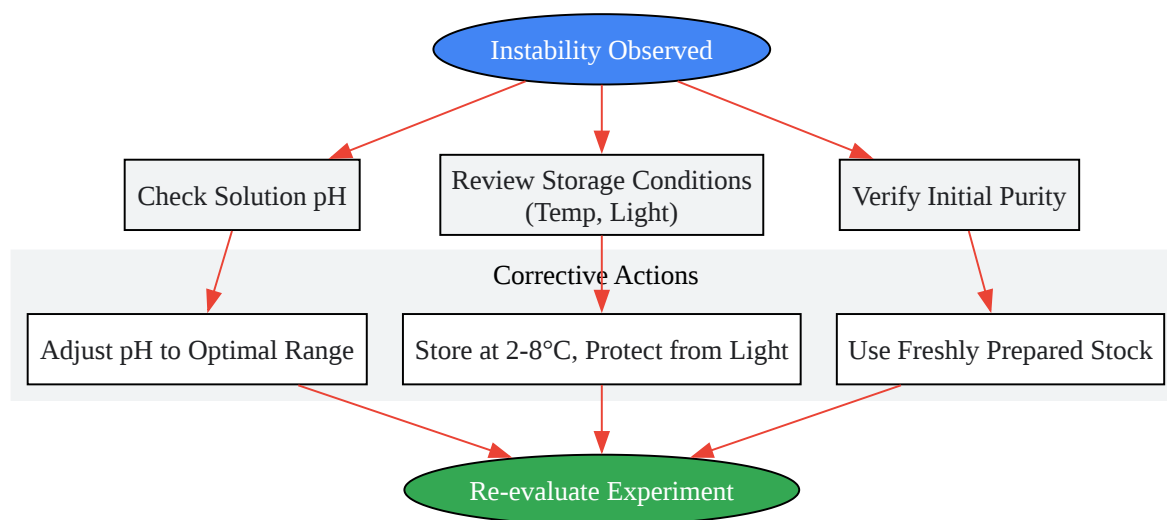 Instability Observed
Check Solution pH
Review Storage Conditions
(Temp, Light)
Verify Initial Purity
Corrective Actions
Adjust pH to Optimal Range
Store at 2-8°C, Protect from Light
Use Freshly Prepared Stock
Re-evaluate Experiment